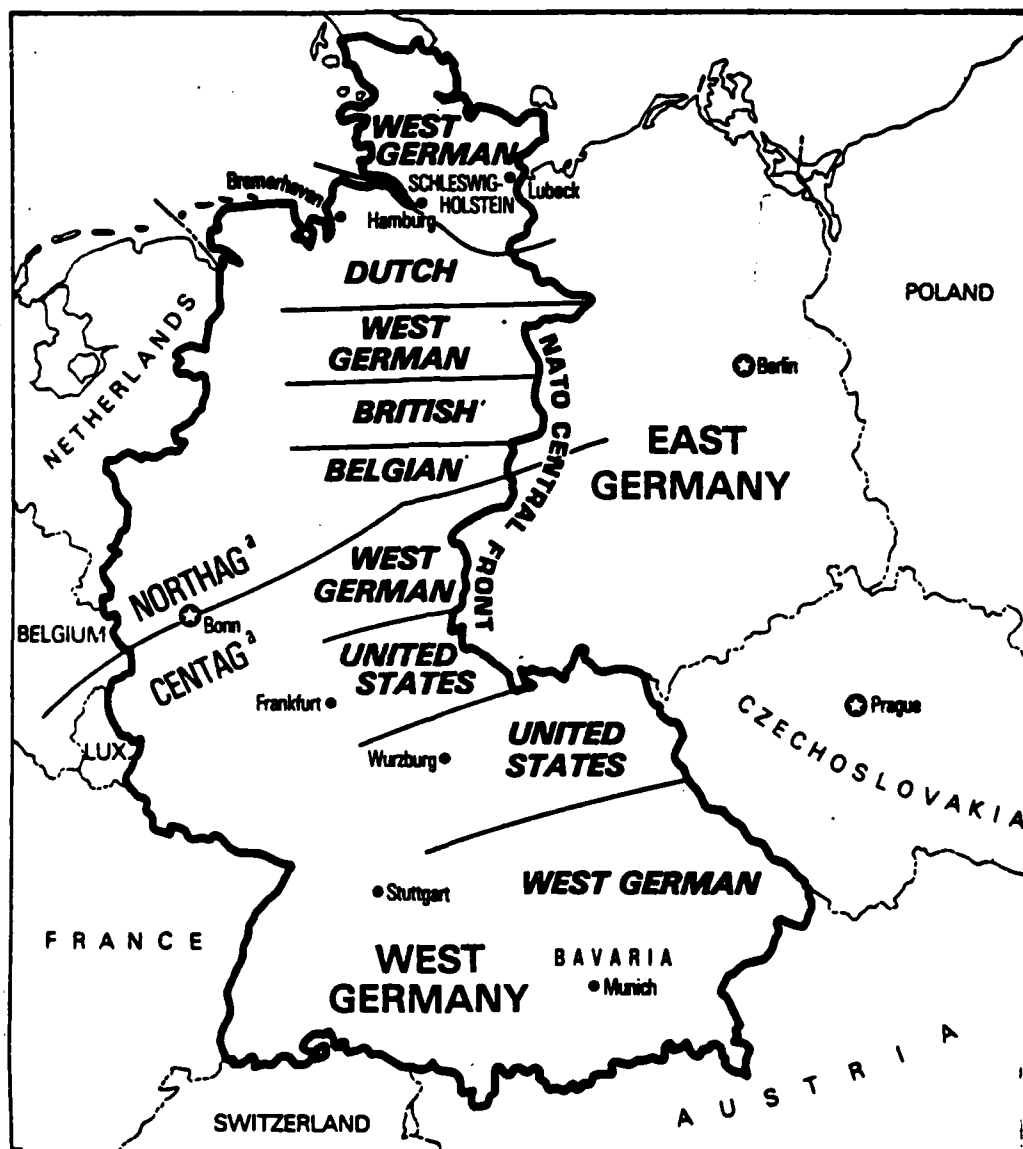 WEST
GERMAN
SCHLESWIG-
HOLSTEIN
Lubeck
Bremerhaven
Hamburg
DUTCH
NETHERLANDS
POLAND
WEST
GERMAN
NATO CENTRAL FRONT
Berlin
BRITISH
EAST
GERMANY
BELGIAN
WEST
GERMAN
NORTHAG a
Bonn
BELGIUM
CENTAG a
UNITED
STATES
Frankfurt
Prague
CZECHOSLOVAKIA
LUX.
Wurzburg
UNITED
STATES
Stuttgart
WEST GERMAN
FRANCE
WEST
GERMANY
BAVARIA
Munich
AUSTRIA
SWITZERLAND